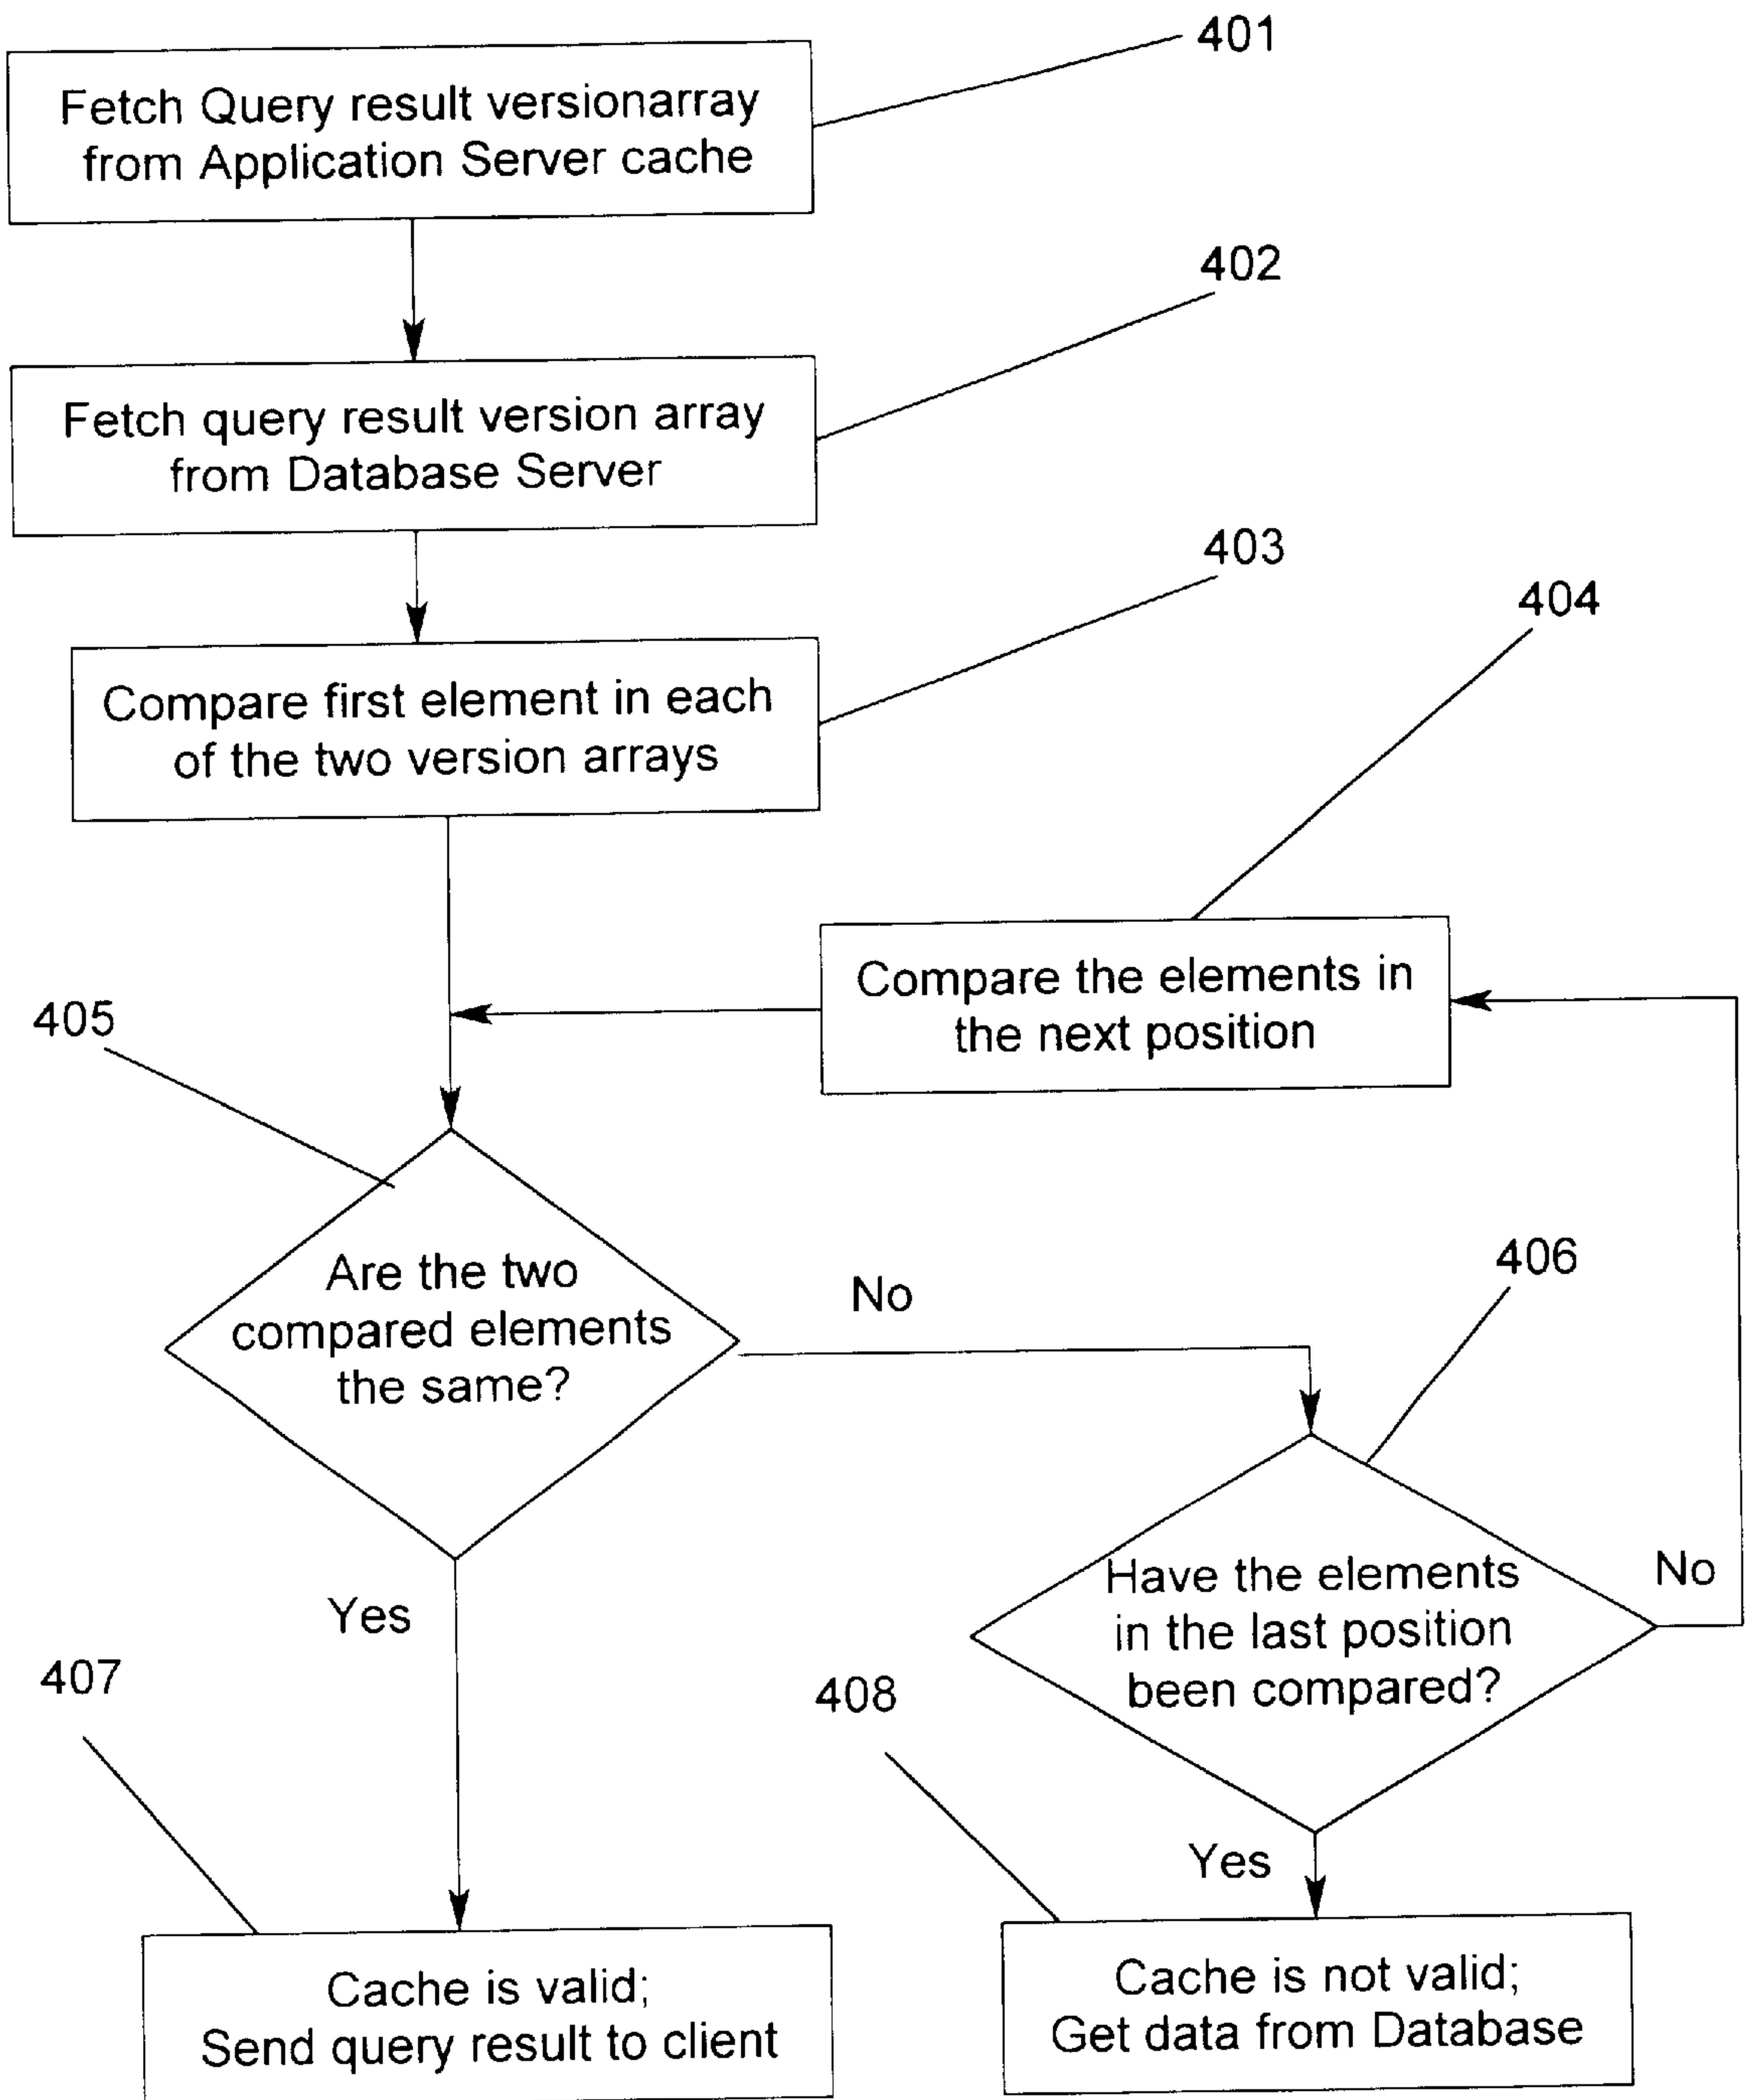 401
Fetch Query result versionarray
from Application Server cache
402
Fetch query result version array
from Database Server
403
404
Compare first element in each
of the two version arrays
Compare the elements in
the next position
405
406
Are the two
compared elements
the same?
No
Have the elements
in the last position
been compared?
No
Yes
407
408
Yes
Cache is valid;
Send query result to client
Cache is not valid;
Get data from Database